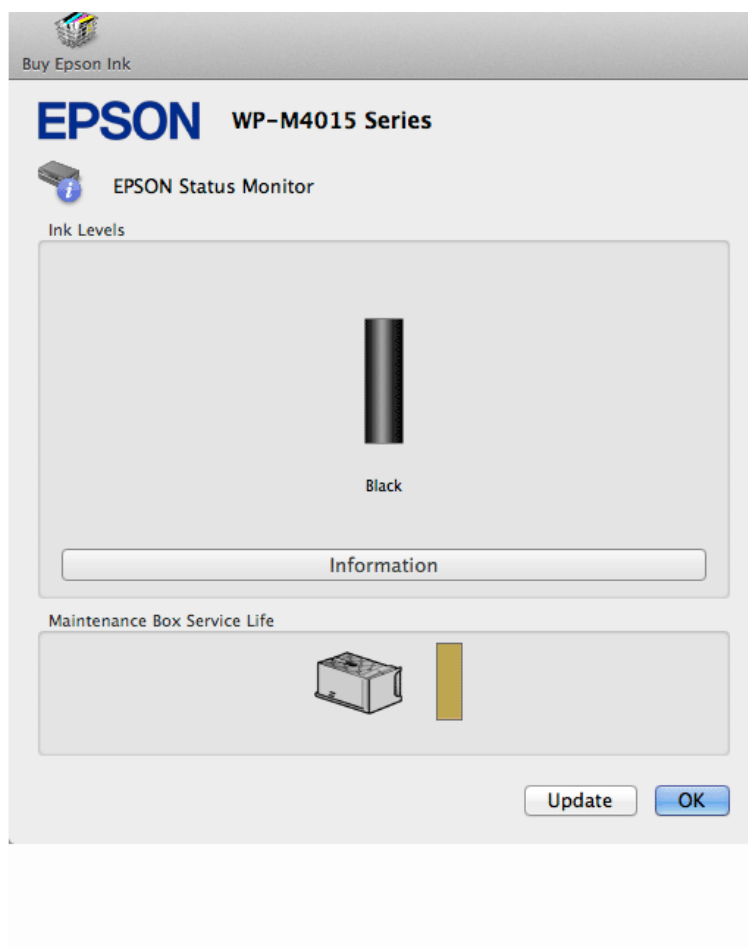 Buy Epson Ink
EPSON WP-M4015 Series
EPSON Status Monitor
Ink Levels
Black
Information
Maintenance Box Service Life
Update OK